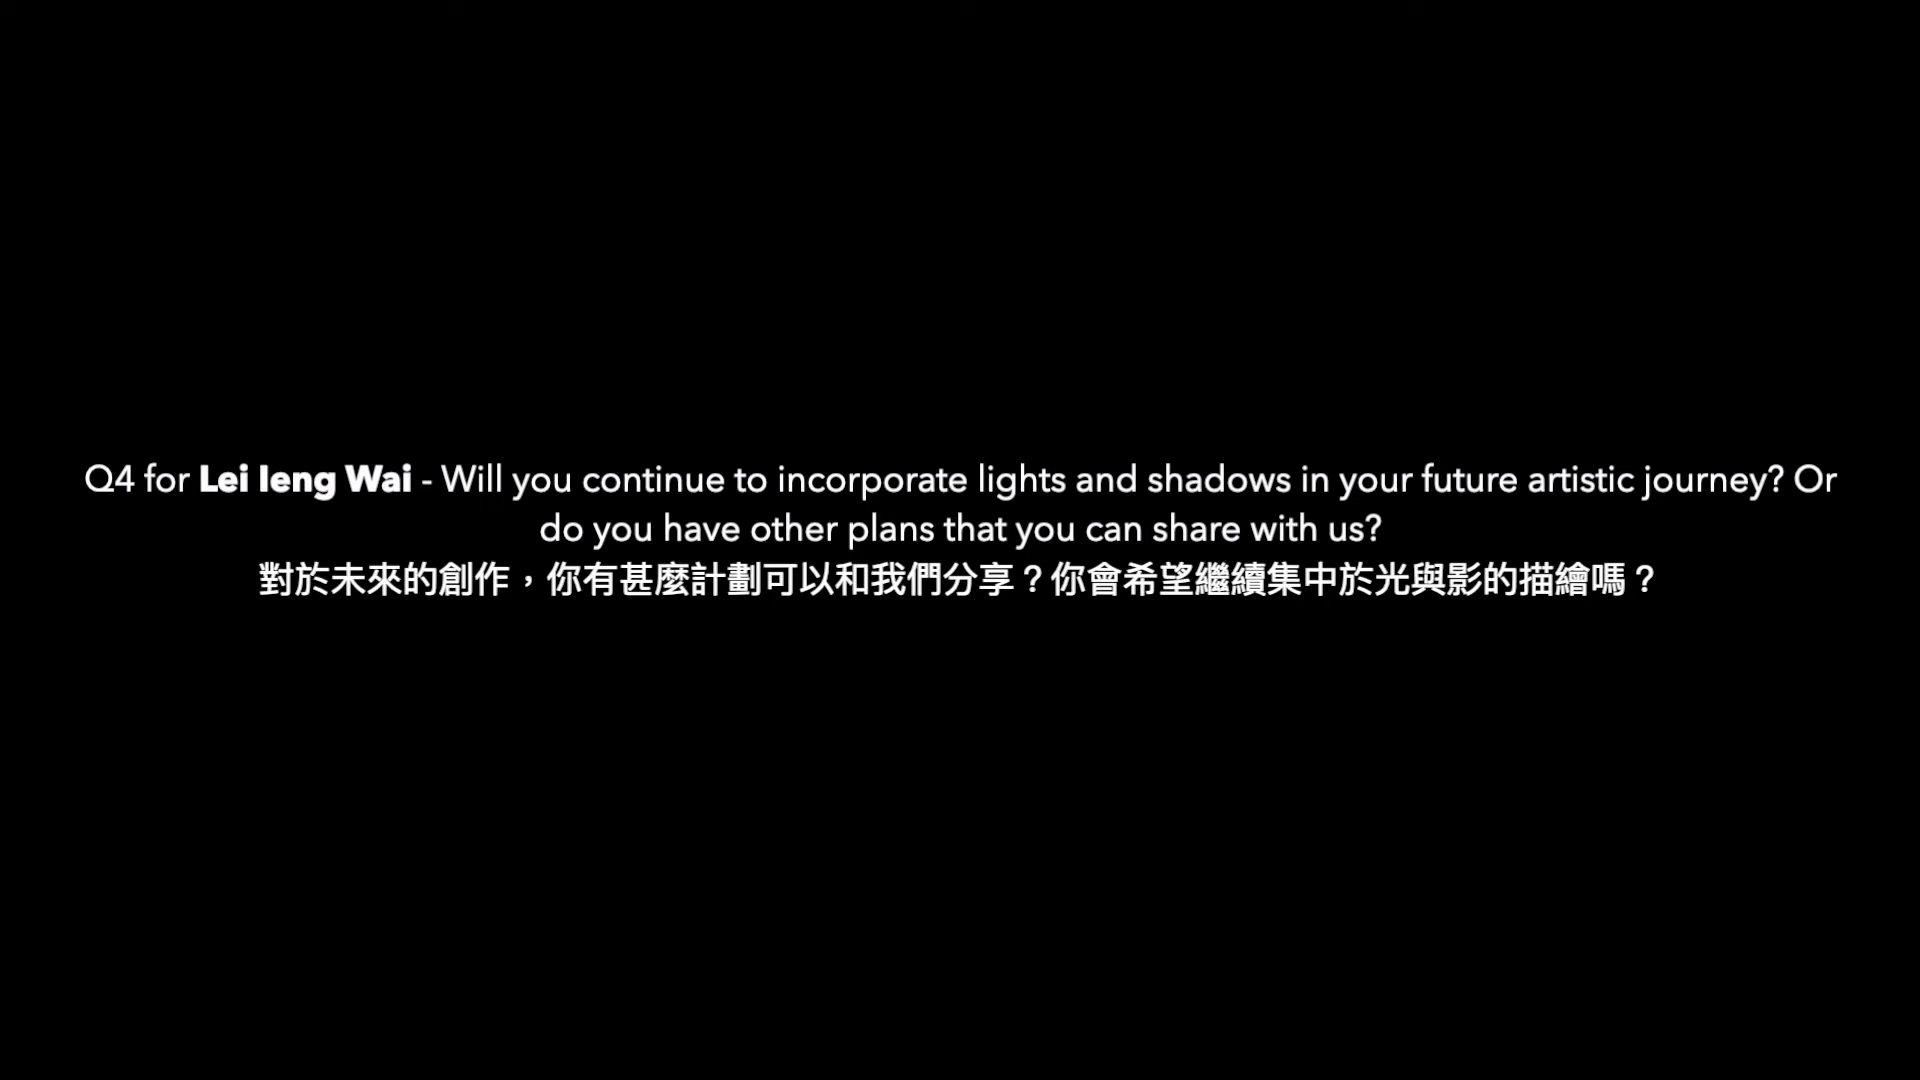 Q4 for Lei Ieng Wai - Will you continue to incorporate lights and shadows in your future artistic journey? Or
do you have other plans that you can share with us?
對於未來的創作，你有甚麼計劃可以和我們分享？你會希望繼續集中於光與影的描繪嗎？